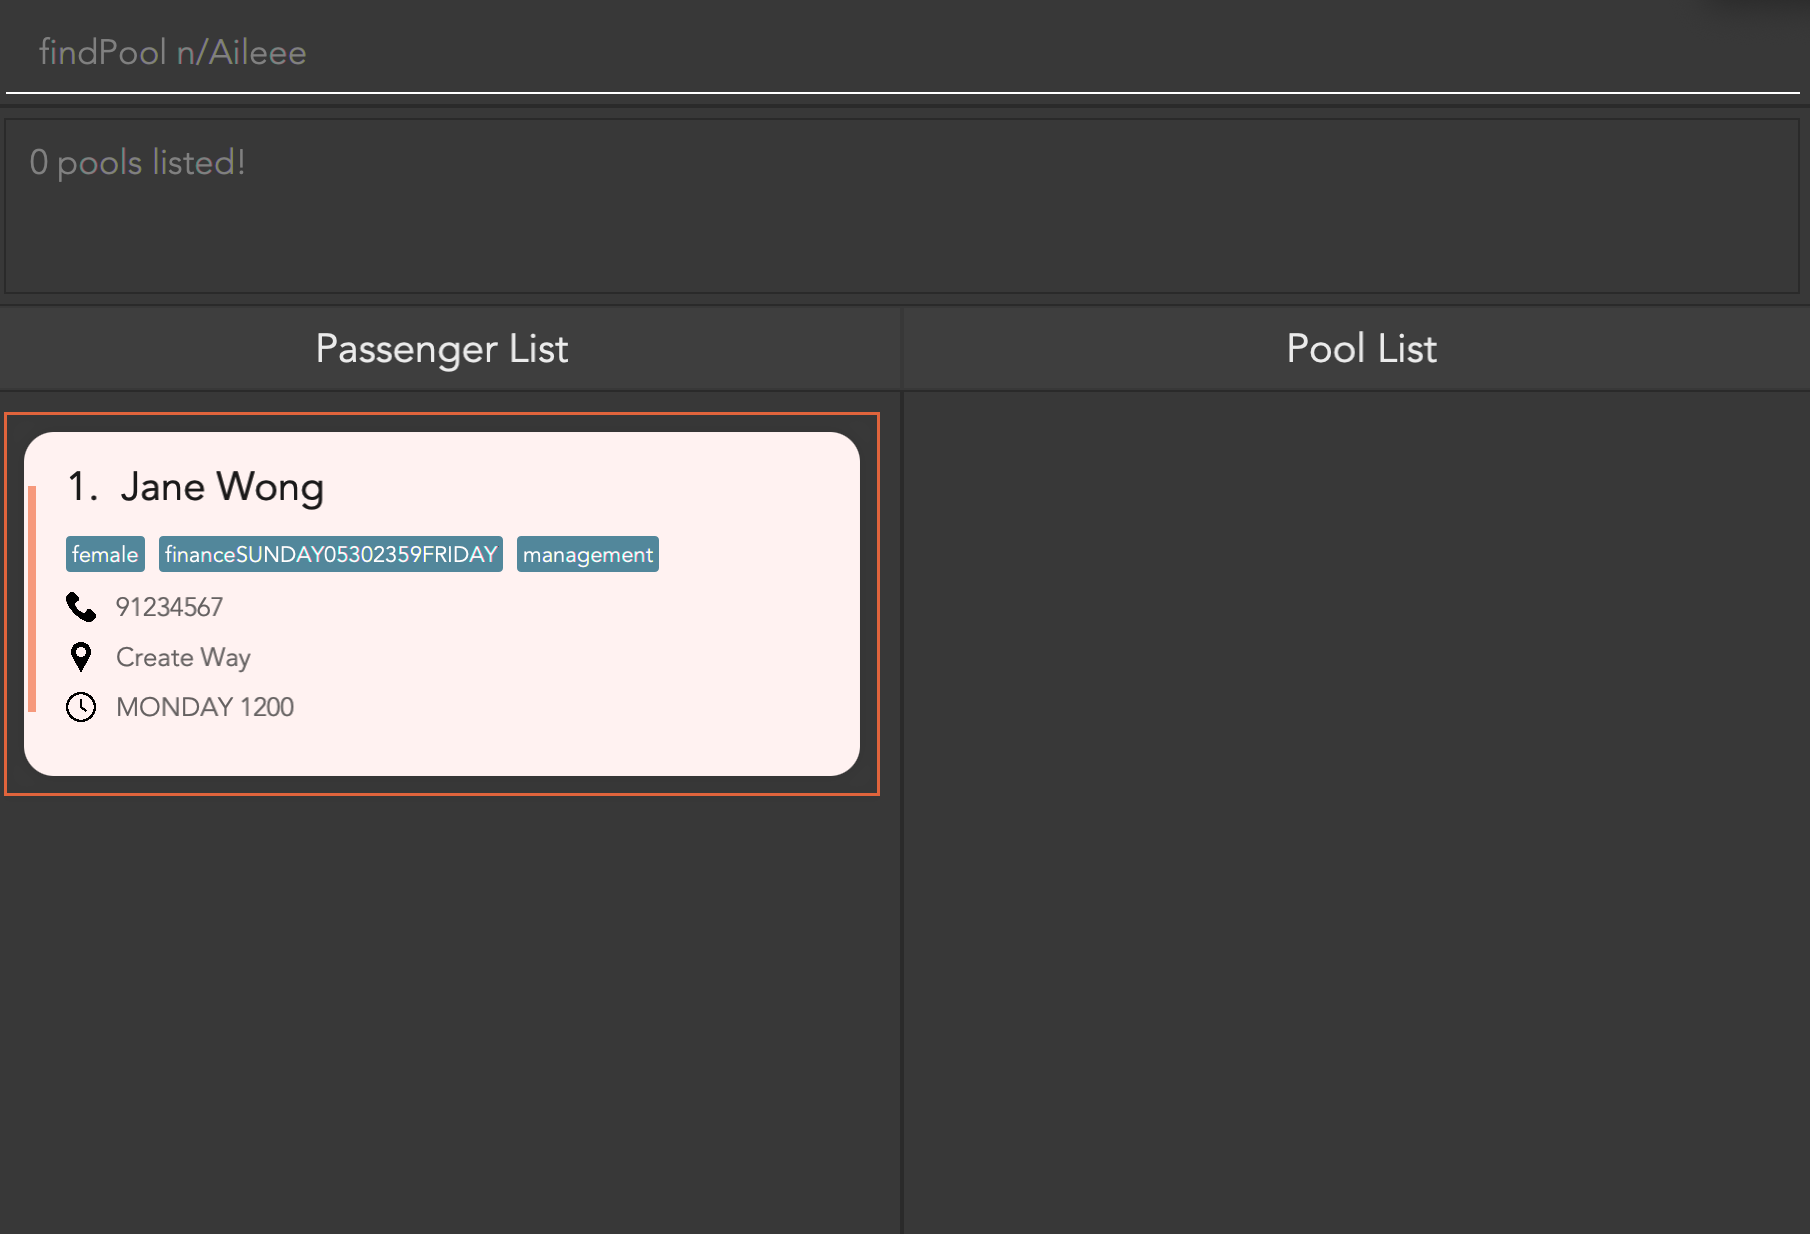 findPool n/Aileee
0 pools listed!
Passenger List
Pool List
1. Jane Wong
female financeSUNDAY05302359FRIDAY management
91234567
Create Way
MONDAY 1200